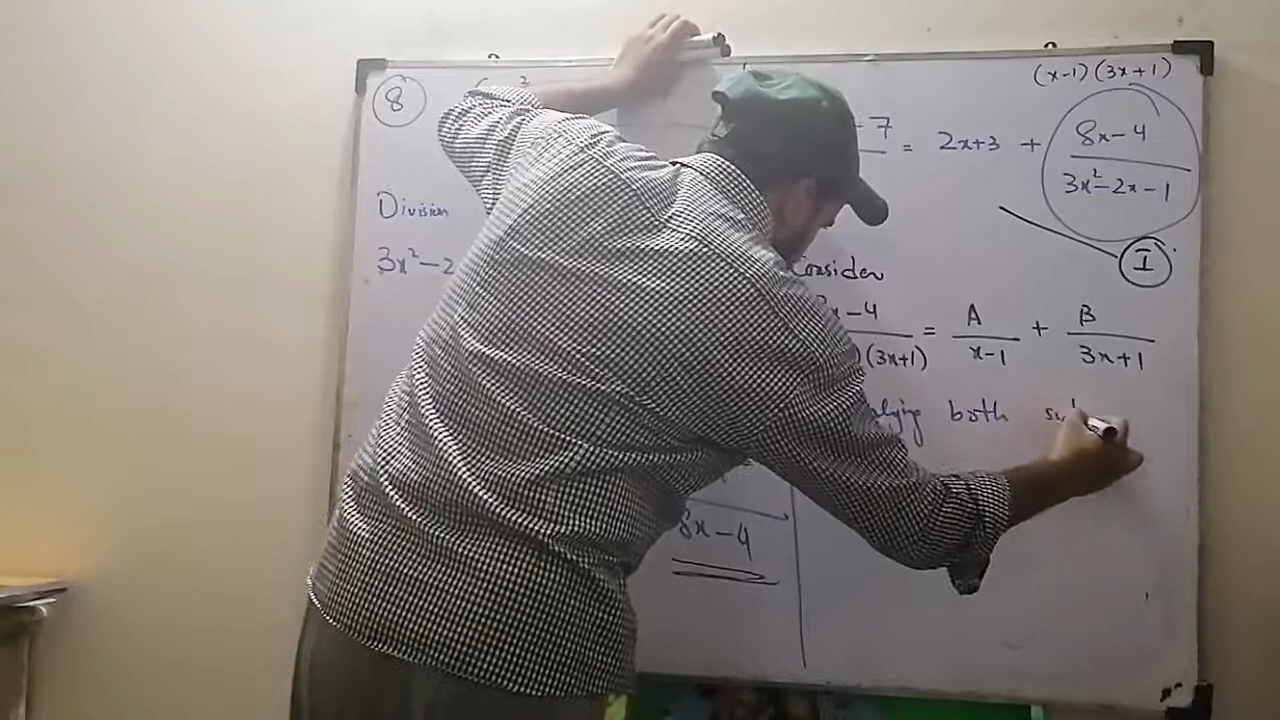 (x-1)(3x+1)
8
- 7 = 2x+3 + 8x-4 / 3x²-2x-1
Division
I
3x²-2
Consider
x-4 / (3x+1) = A / x-1 + B / 3x+1
both
8x-4